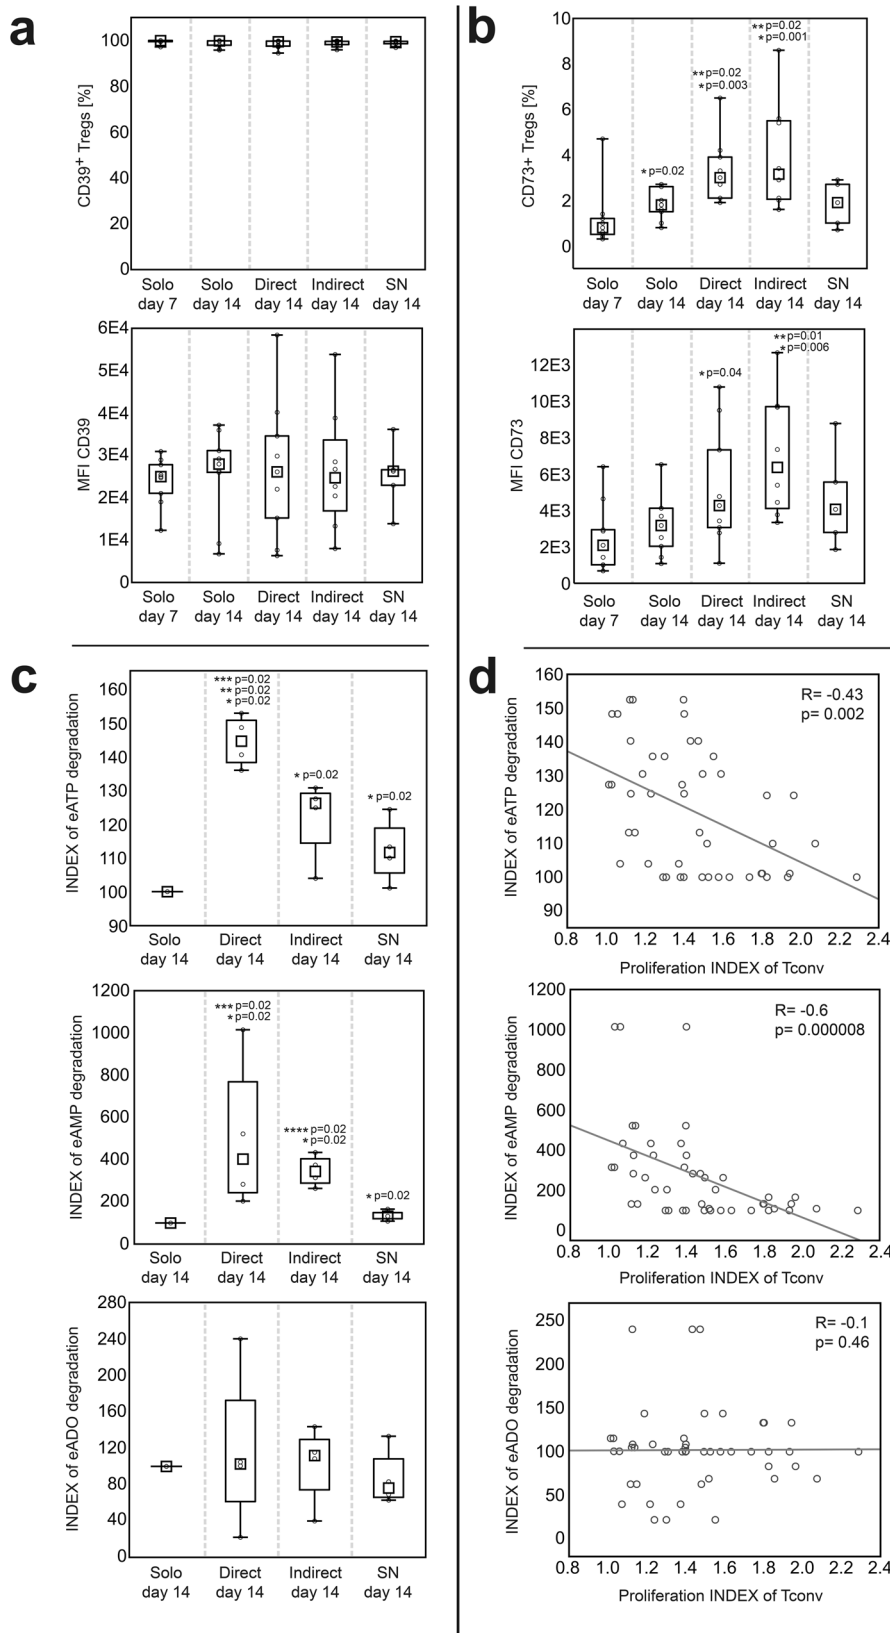 a
CD39+ Tregs [%]
100
80
60
40
20
0
Solo day 7
Solo day 14
Direct day 14
Indirect day 14
SN day 14
MFI CD39
6E4
5E4
4E4
3E4
2E4
1E4
0
Solo day 7
Solo day 14
Direct day 14
Indirect day 14
SN day 14
b
CD73+ Tregs [%]
10
8
6
4
2
0
*p=0.02
**p=0.02
*p=0.003
**p=0.02
*p=0.001
Solo day 7
Solo day 14
Direct day 14
Indirect day 14
SN day 14
MFI CD73
12E3
10E3
8E3
6E3
4E3
2E3
0
*p=0.04
**p=0.01
*p=0.006
Solo day 7
Solo day 14
Direct day 14
Indirect day 14
SN day 14
c
INDEX of eATP degradation
160
150
140
130
120
110
100
90
***p=0.02
**p=0.02
*p=0.02
*p=0.02
*p=0.02
Solo day 14
Direct day 14
Indirect day 14
SN day 14
INDEX of eAMP degradation
1200
1000
800
600
400
200
0
***p=0.02
*p=0.02
****p=0.02
*p=0.02
*p=0.02
Solo day 14
Direct day 14
Indirect day 14
SN day 14
INDEX of eADO degradation
280
240
200
160
120
80
40
0
Solo day 14
Direct day 14
Indirect day 14
SN day 14
d
INDEX of eATP degradation
160
150
140
130
120
110
100
90
R= -0.43
p= 0.002
0.8 1.0 1.2 1.4 1.6 1.8 2.0 2.2 2.4
Proliferation INDEX of Tconv
INDEX of eAMP degradation
1200
1000
800
600
400
200
0
R= -0.6
p= 0.000008
0.8 1.0 1.2 1.4 1.6 1.8 2.0 2.2 2.4
Proliferation INDEX of Tconv
INDEX of eADO degradation
250
200
150
100
50
0
R= -0.1
p= 0.46
0.8 1.0 1.2 1.4 1.6 1.8 2.0 2.2 2.4
Proliferation INDEX of Tconv